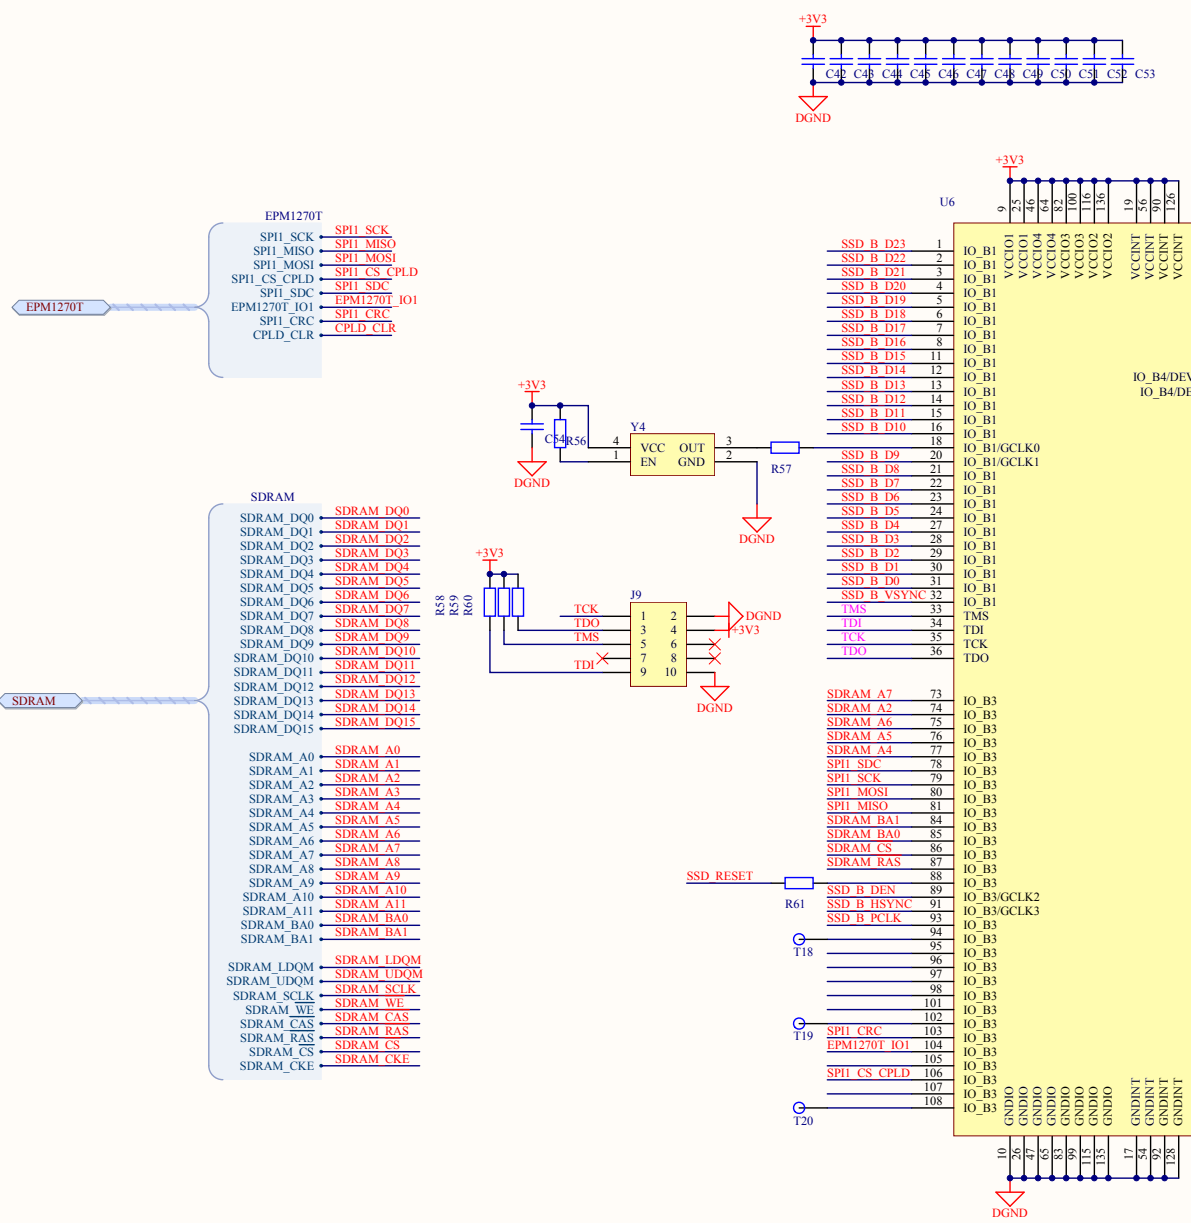 +3V3
C42 C43 C44 C45 C46 C47 C48 C49 C50 C51 C52 C53
DGND
+3V3
U6
9 25 46 64 82 100 116 136 19 56 90 126
VCCIO1 VCCIO1 VCCIO4 VCCIO4 VCCIO3 VCCIO3 VCCIO2 VCCIO2 VCCINT VCCINT VCCINT VCCINT
EPM1270T
EPM1270T
SPI1_SCK SPI1_SCK
SPI1_MISO SPI1_MISO
SPI1_MOSI SPI1_MOSI
SPI1_CS_CPLD SPI1_CS_CPLD
SPI1_SDC SPI1_SDC
EPM1270T_IO1 EPM1270T_IO1
SPI1_CRC SPI1_CRC
CPLD_CLR CPLD_CLR
SSD_B_D23 1 IO_B1
SSD_B_D22 2 IO_B1
SSD_B_D21 3 IO_B1
SSD_B_D20 4 IO_B1
SSD_B_D19 5 IO_B1
SSD_B_D18 6 IO_B1
SSD_B_D17 7 IO_B1
SSD_B_D16 8 IO_B1
SSD_B_D15 11 IO_B1
SSD_B_D14 12 IO_B1
SSD_B_D13 13 IO_B1
SSD_B_D12 14 IO_B1
SSD_B_D11 15 IO_B1
SSD_B_D10 16 IO_B1
18 IO_B1/GCLK0
SSD_B_D9 20 IO_B1/GCLK1
SSD_B_D8 21 IO_B1
SSD_B_D7 22 IO_B1
SSD_B_D6 23 IO_B1
SSD_B_D5 24 IO_B1
SSD_B_D4 27 IO_B1
SSD_B_D3 28 IO_B1
SSD_B_D2 29 IO_B1
SSD_B_D1 30 IO_B1
SSD_B_D0 31 IO_B1
SSD_B_VSYNC 32 IO_B1
TMS 33 TMS
TDI 34 TDI
TCK 35 TCK
TDO 36 TDO
IO_B4/DEV
IO_B4/DE
+3V3
C54 R56
DGND
Y4
4 VCC OUT 3
1 EN GND 2
R57
DGND
+3V3
R58 R59 R60
J9
TCK 1 2 DGND
TDO 3 4 +3V3
TMS 5 6
7 8
TDI 9 10
DGND
SDRAM
SDRAM
SDRAM_DQ0 SDRAM_DQ0
SDRAM_DQ1 SDRAM_DQ1
SDRAM_DQ2 SDRAM_DQ2
SDRAM_DQ3 SDRAM_DQ3
SDRAM_DQ4 SDRAM_DQ4
SDRAM_DQ5 SDRAM_DQ5
SDRAM_DQ6 SDRAM_DQ6
SDRAM_DQ7 SDRAM_DQ7
SDRAM_DQ8 SDRAM_DQ8
SDRAM_DQ9 SDRAM_DQ9
SDRAM_DQ10 SDRAM_DQ10
SDRAM_DQ11 SDRAM_DQ11
SDRAM_DQ12 SDRAM_DQ12
SDRAM_DQ13 SDRAM_DQ13
SDRAM_DQ14 SDRAM_DQ14
SDRAM_DQ15 SDRAM_DQ15
SDRAM_A0 SDRAM_A0
SDRAM_A1 SDRAM_A1
SDRAM_A2 SDRAM_A2
SDRAM_A3 SDRAM_A3
SDRAM_A4 SDRAM_A4
SDRAM_A5 SDRAM_A5
SDRAM_A6 SDRAM_A6
SDRAM_A7 SDRAM_A7
SDRAM_A8 SDRAM_A8
SDRAM_A9 SDRAM_A9
SDRAM_A10 SDRAM_A10
SDRAM_A11 SDRAM_A11
SDRAM_BA0 SDRAM_BA0
SDRAM_BA1 SDRAM_BA1
SDRAM_LDQM SDRAM_LDQM
SDRAM_UDQM SDRAM_UDQM
SDRAM_SCLK SDRAM_SCLK
SDRAM_WE SDRAM_WE
SDRAM_CAS SDRAM_CAS
SDRAM_RAS SDRAM_RAS
SDRAM_CS SDRAM_CS
SDRAM_CKE SDRAM_CKE
SDRAM_A7 73 IO_B3
SDRAM_A2 74 IO_B3
SDRAM_A6 75 IO_B3
SDRAM_A5 76 IO_B3
SDRAM_A4 77 IO_B3
SPI1_SDC 78 IO_B3
SPI1_SCK 79 IO_B3
SPI1_MOSI 80 IO_B3
SPI1_MISO 81 IO_B3
SDRAM_BA1 84 IO_B3
SDRAM_BA0 85 IO_B3
SDRAM_CS 86 IO_B3
SDRAM_RAS 87 IO_B3
SSD_RESET R61 88 IO_B3
SSD_B_DEN 89 IO_B3/GCLK2
SSD_B_HSYNC 91 IO_B3/GCLK3
SSD_B_PCLK 93 IO_B3
T18 94 IO_B3
95 IO_B3
96 IO_B3
97 IO_B3
98 IO_B3
101 IO_B3
T19 102 IO_B3
SPI1_CRC 103 IO_B3
EPM1270T_IO1 104 IO_B3
105 IO_B3
SPI1_CS_CPLD 106 IO_B3
107 IO_B3
T20 108 IO_B3
GNDIO GNDIO GNDIO GNDIO GNDIO GNDIO GNDIO GNDIO GNDINT GNDINT GNDINT GNDINT
10 26 47 65 83 99 115 135 17 54 92 128
DGND